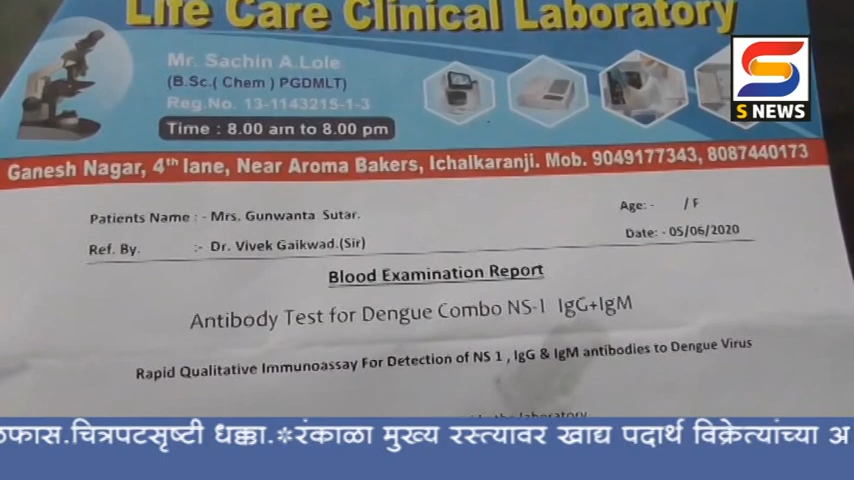 Life Care Clinical Laboratory
Mr. Sachin A.Lole
(B.Sc.( Chem ) PGDMLT)
Reg.No. 13-1143215-1-3
Time : 8.00 am to 8.00 pm
S NEWS
Ganesh Nagar, 4th lane, Near Aroma Bakers, Ichalkaranji. Mob. 9049177343, 8087440173
Patients Name : - Mrs. Gunwanta Sutar.
Age: - / F
Ref. By. :- Dr. Vivek Gaikwad.(Sir)
Date: - 05/06/2020
Blood Examination Report
Antibody Test for Dengue Combo NS-1 IgG+IgM
Rapid Qualitative Immunoassay For Detection of NS 1 , IgG & IgM antibodies to Dengue Virus
the laboratory
चित्रपटसृष्टी धक्का.*रंकाळा मुख्य रस्त्यावर खाद्य पदार्थ विक्रेत्यांच्या अ